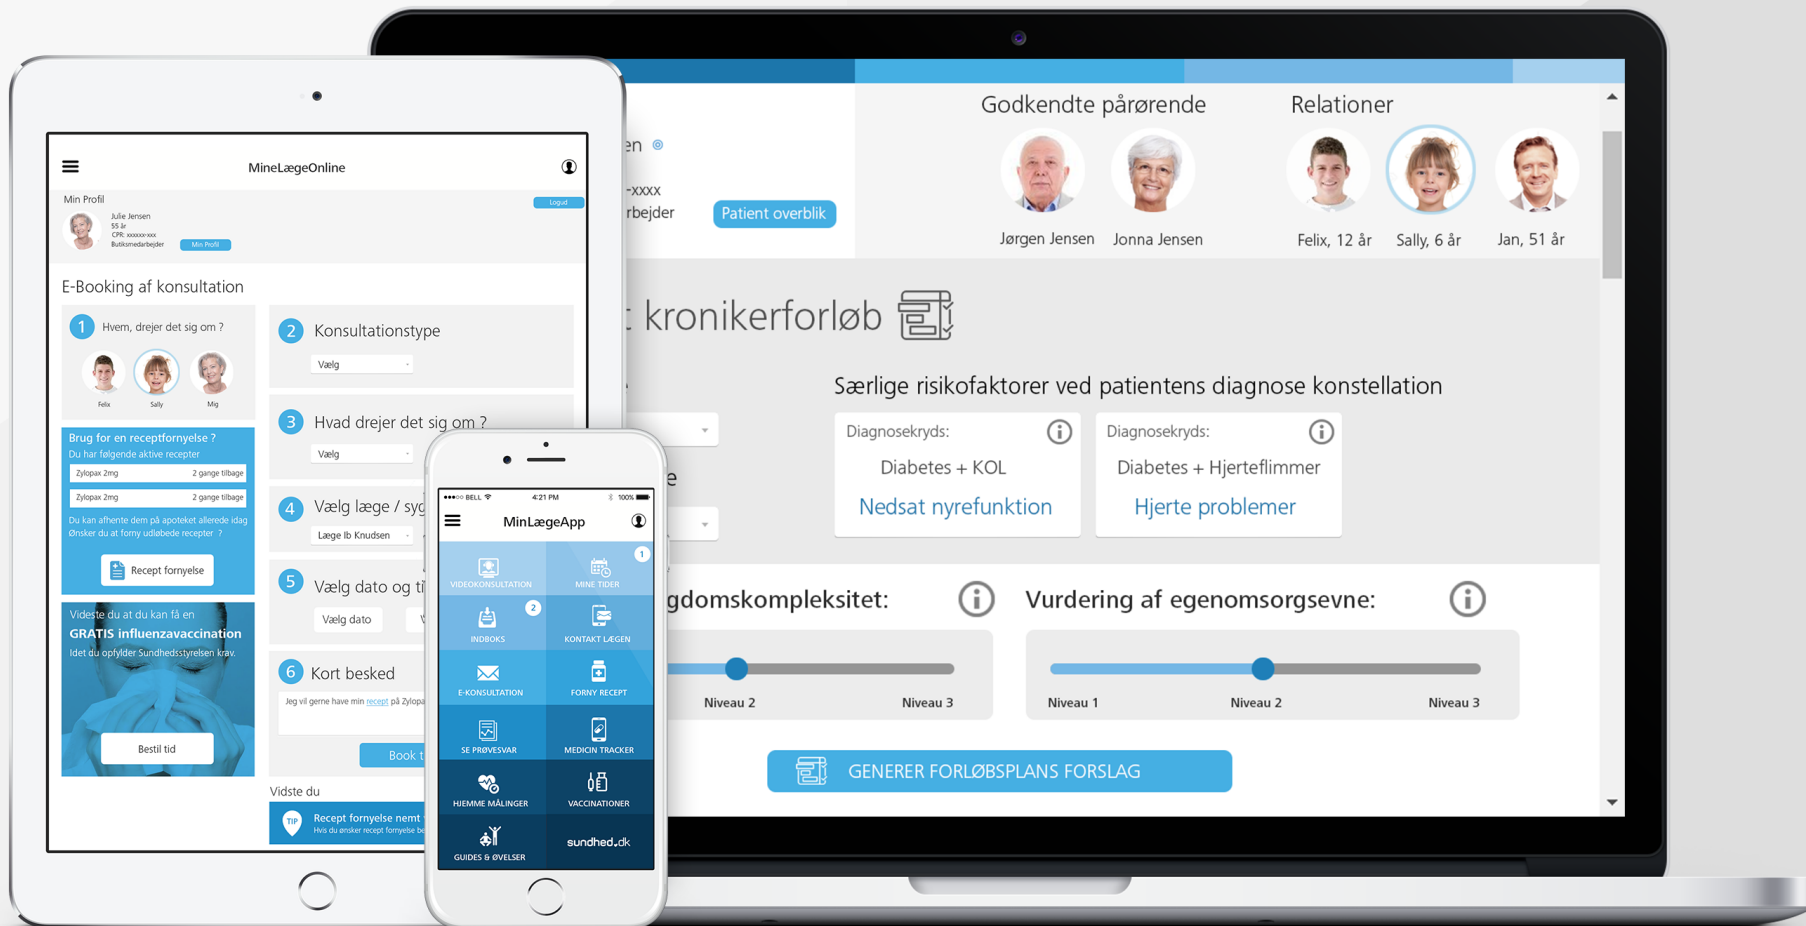 MineLægeOnline
Min Profil
Logud
Julie Jensen
55 år
CPR: xxxxxx-xxx
Butiksmedarbejder
Min Profil
E-Booking af konsultation
1 Hvem, drejer det sig om ?
Felix
Sally
Mig
Brug for en receptfornyelse ?
Du har følgende aktive recepter
Zylopax 2mg 2 gange tilbage
Zylopax 2mg 2 gange tilbage
Du kan afhente dem på apoteket allerede idag
Ønsker du at forny udløbede recepter ?
Recept fornyelse
Videste du at du kan få en
GRATIS influenzavaccination
Idet du opfylder Sundhedsstyrelsen krav.
Bestil tid
2 Konsultationstype
Vælg
3 Hvad drejer det sig om ?
Vælg
4 Vælg læge / syg
Læge Ib Knudsen
5 Vælg dato og ti
Vælg dato
6 Kort besked
Jeg vil gerne have min recept på Zylopa
Book t
Vidste du
TIP
Recept fornyelse nemt
Hvis du ønsker recept fornyelse be
BELL 4:21 PM 100%
MinLægeApp
VIDEOKONSULTATION
1
MINE TIDER
2
INDBOKS
KONTAKT LÆGEN
E-KONSULTATION
FORNY RECEPT
SE PRØVESVAR
MEDICIN TRACKER
HJEMME MÅLINGER
VACCINATIONER
GUIDES & ØVELSER
sundhed.dk
en
-xxxx
rbejder
Patient overblik
Godkendte pårørende
Jørgen Jensen
Jonna Jensen
Relationer
Felix, 12 år
Sally, 6 år
Jan, 51 år
t kronikerforløb
e
Særlige risikofaktorer ved patientens diagnose konstellation
Diagnosekryds:
Diabetes + KOL
Nedsat nyrefunktion
Diagnosekryds:
Diabetes + Hjerteflimmer
Hjerte problemer
gdomskompleksitet:
Niveau 2
Niveau 3
Vurdering af egenomsorgsevne:
Niveau 1
Niveau 2
Niveau 3
GENERER FORLØBSPLANS FORSLAG